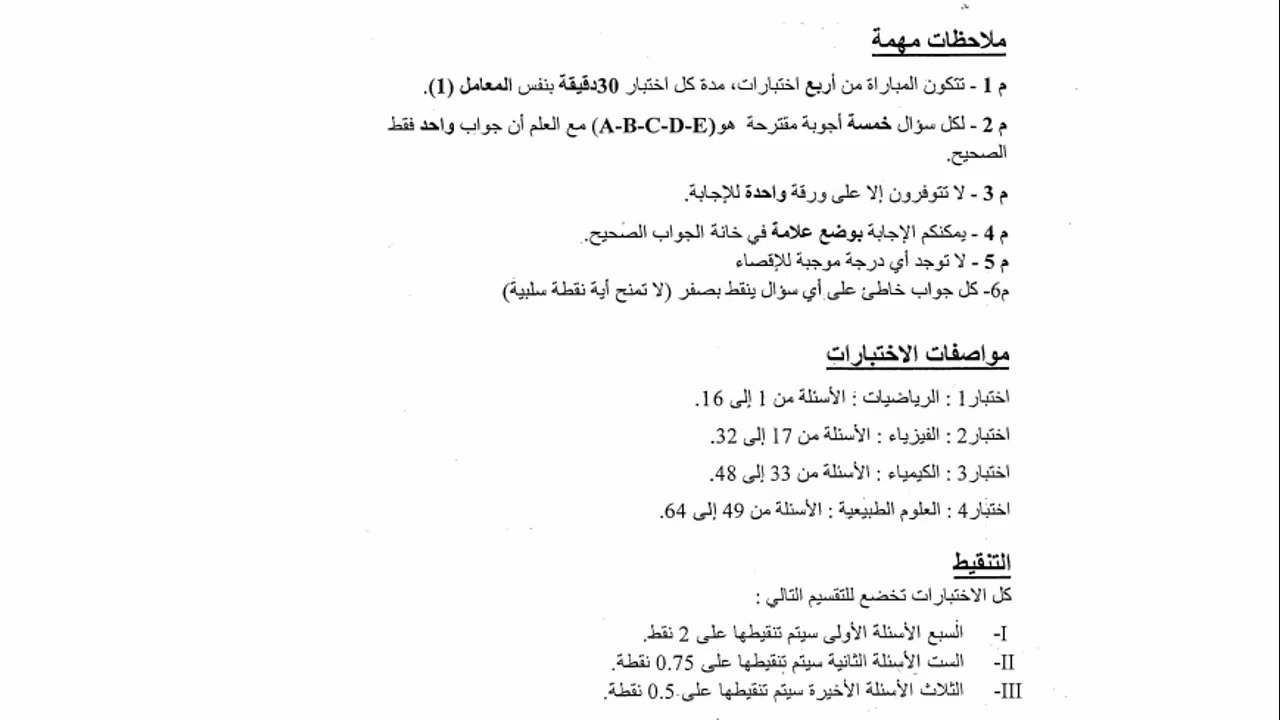 ملاحظات مهمة
م 1 - تتكون المباراة من أربع اختبارات، مدة كل اختبار 30دقيقة بنفس المعامل (1).
م 2 - لكل سؤال خمسة أجوبة مقترحة هو(A-B-C-D-E) مع العلم أن جواب واحد فقط
الصحيح.
م 3 - لا تتوفرون إلا على ورقة واحدة للإجابة.
م 4 - يمكنكم الإجابة بوضع علامة في خانة الجواب الصحيح.
م 5 - لا توجد أي درجة موجبة للإقصاء
م6- كل جواب خاطئ على أي سؤال ينقط بصفر (لا تمنح أية نقطة سلبية)
مواصفات الاختبارات
اختبار1 : الرياضيات : الأسئلة من 1 إلى 16.
اختبار2 : الفيزياء : الأسئلة من 17 إلى 32.
اختبار3 : الكيمياء : الأسئلة من 33 إلى 48.
اختبار4 : العلوم الطبيعية : الأسئلة من 49 إلى 64.
التنقيط
كل الاختبارات تخضع للتقسيم التالي :
I- السبع الأسئلة الأولى سيتم تنقيطها على 2 نقط.
II- الست الأسئلة الثانية سيتم تنقيطها على 0.75 نقطة.
III- الثلاث الأسئلة الأخيرة سيتم تنقيطها على 0.5 نقطة.